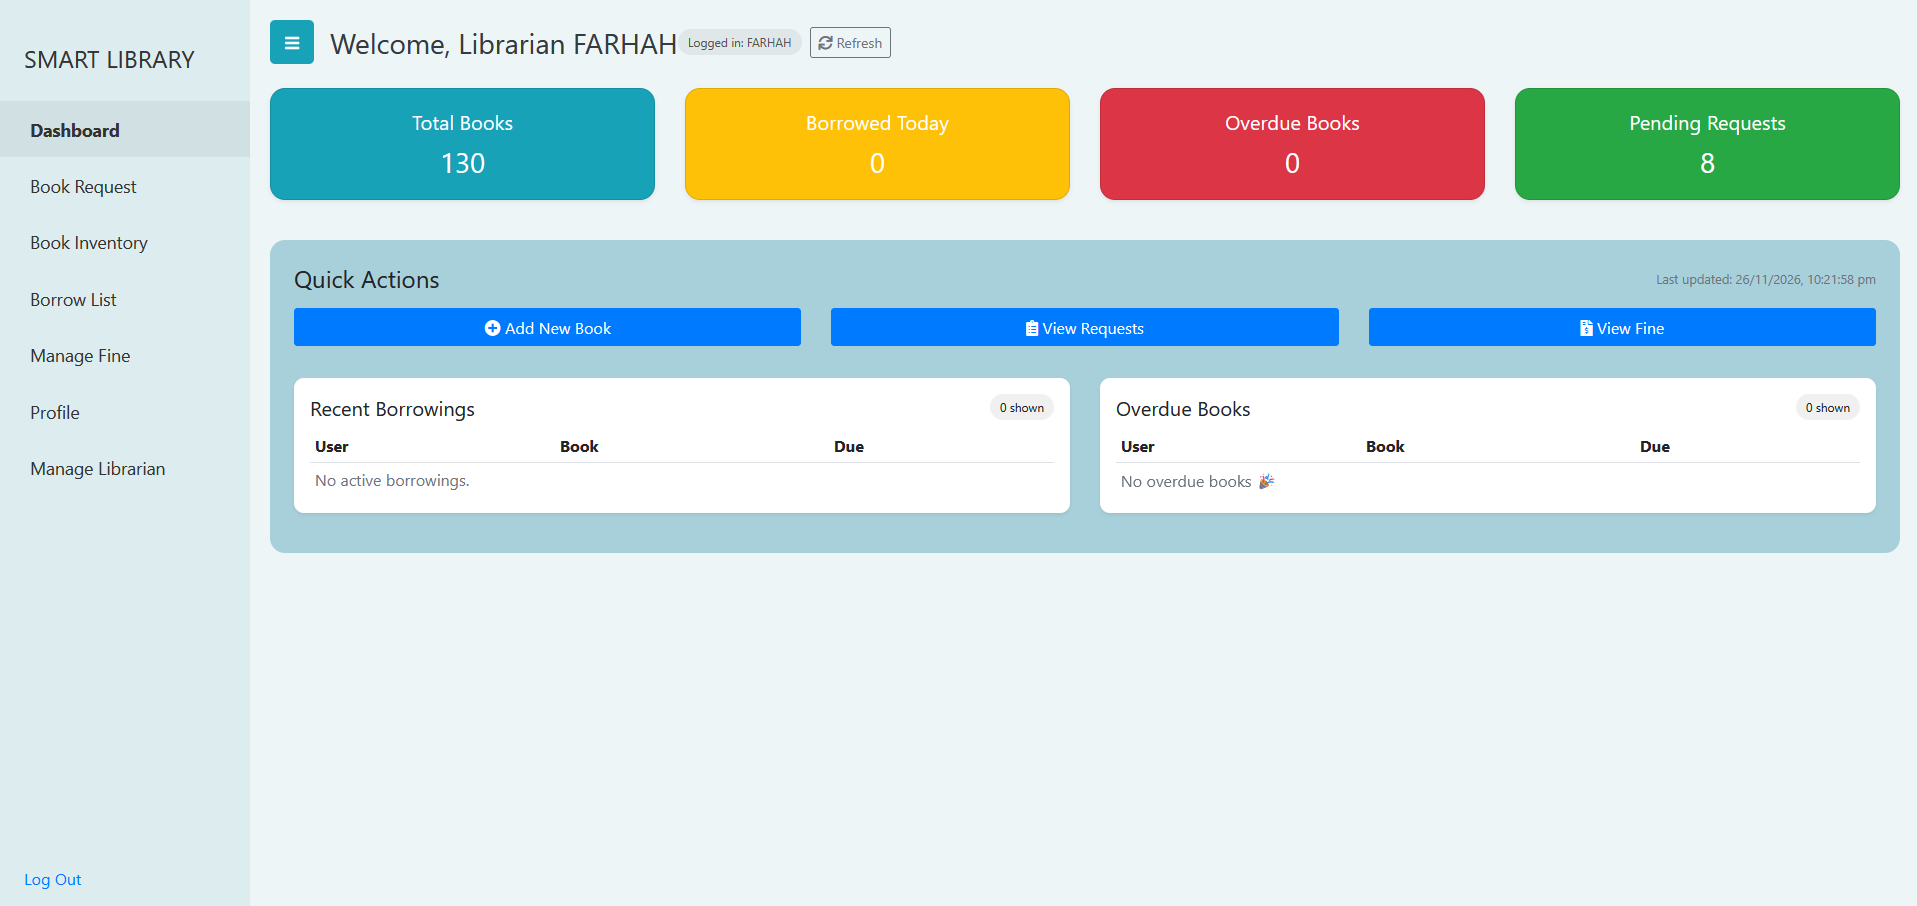 SMART LIBRARY
Dashboard
Book Request
Book Inventory
Borrow List
Manage Fine
Profile
Manage Librarian
Log Out
Welcome, Librarian FARHAH Logged in: FARHAH Refresh
Total Books
130
Borrowed Today
0
Overdue Books
0
Pending Requests
8
Quick Actions
Last updated: 26/11/2026, 10:21:58 pm
Add New Book
View Requests
View Fine
Recent Borrowings 0 shown
User Book Due
No active borrowings.
Overdue Books 0 shown
User Book Due
No overdue books 🎉